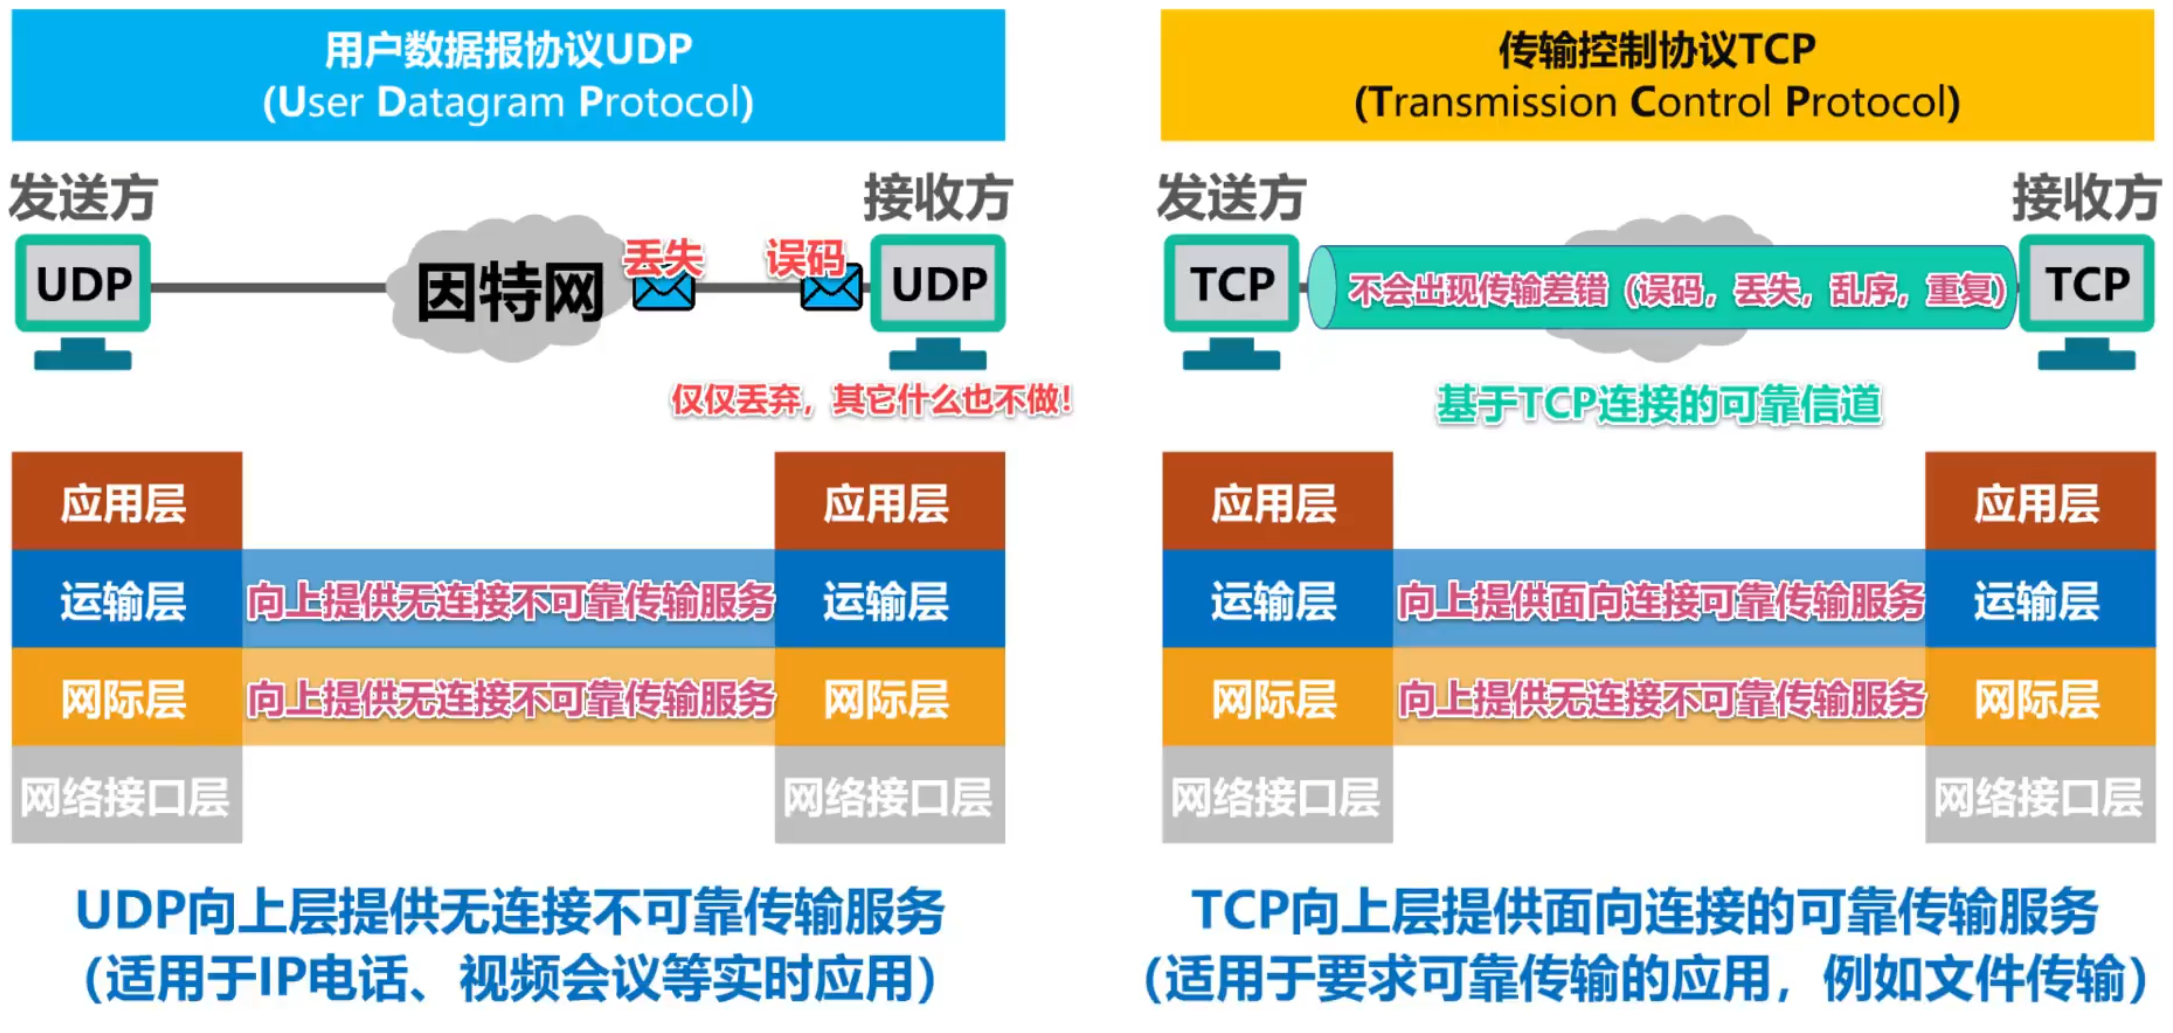 用户数据报协议UDP
(User Datagram Protocol)
发送方
接收方
UDP
因特网
丢失
误码
UDP
仅仅丢弃，其它什么也不做！
应用层
应用层
运输层
向上提供无连接不可靠传输服务
运输层
网际层
向上提供无连接不可靠传输服务
网际层
网络接口层
网络接口层
UDP向上层提供无连接不可靠传输服务
（适用于IP电话、视频会议等实时应用）
传输控制协议TCP
(Transmission Control Protocol)
发送方
接收方
TCP
不会出现传输差错（误码，丢失，乱序，重复）
TCP
基于TCP连接的可靠信道
应用层
应用层
运输层
向上提供面向连接可靠传输服务
运输层
网际层
向上提供无连接不可靠传输服务
网际层
网络接口层
网络接口层
TCP向上层提供面向连接的可靠传输服务
（适用于要求可靠传输的应用，例如文件传输）